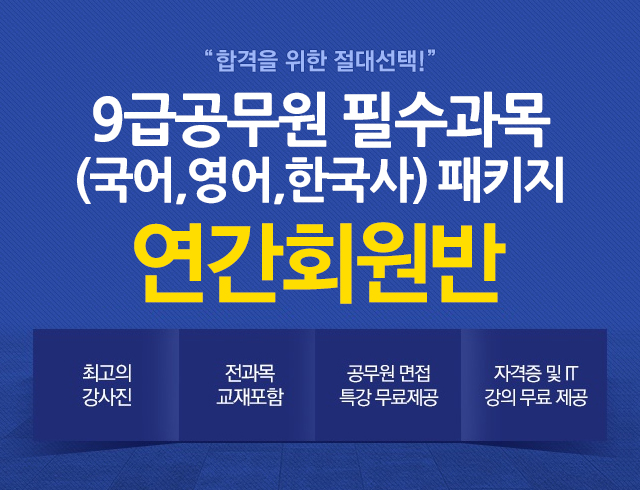 “합격을 위한 절대선택!”
9급공무원 필수과목
(국어,영어,한국사) 패키지
연간회원반
최고의
강사진
전과목
교재포함
공무원 면접
특강 무료제공
자격증 및 IT
강의 무료 제공